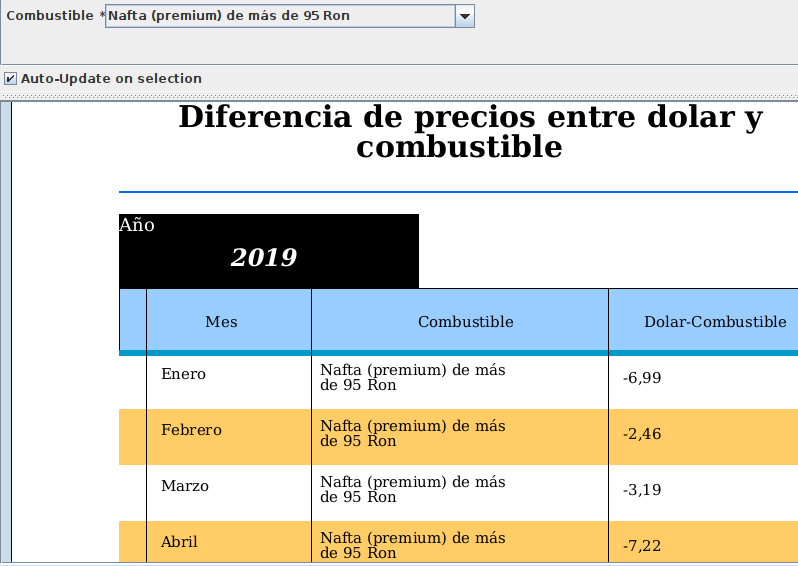 Combustible * Nafta (premium) de más de 95 Ron
Auto-Update on selection
Diferencia de precios entre dolar y
combustible
Año
2019
Mes Combustible Dolar-Combustible
Enero Nafta (premium) de más
de 95 Ron -6,99
Febrero Nafta (premium) de más
de 95 Ron -2,46
Marzo Nafta (premium) de más
de 95 Ron -3,19
Abril Nafta (premium) de más
de 95 Ron -7,22